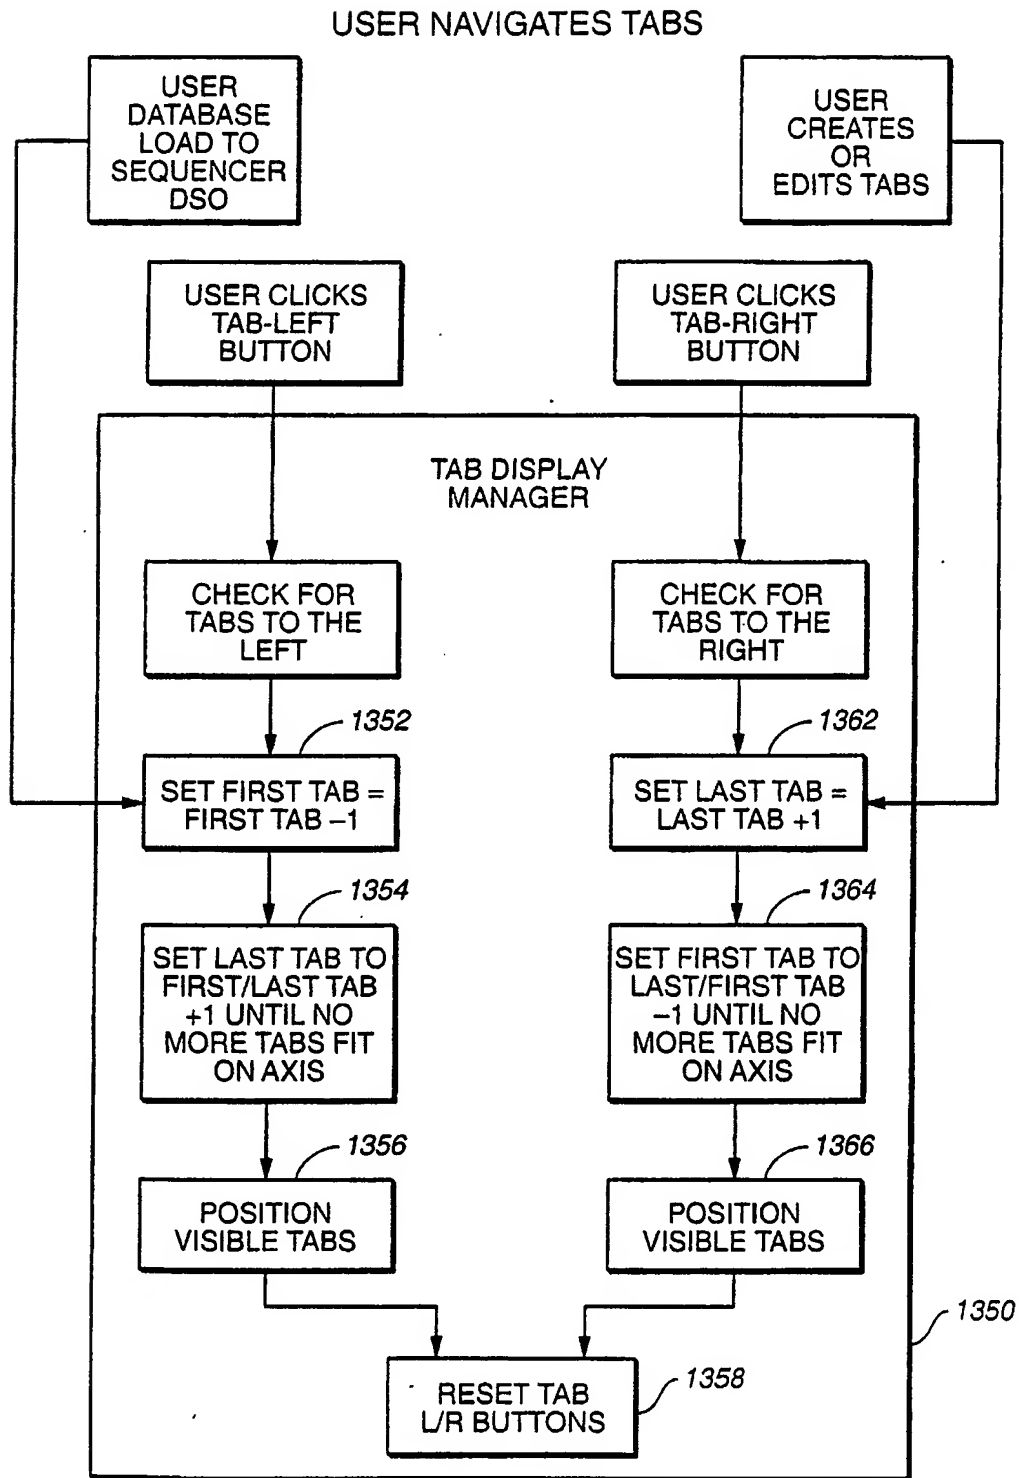 USER NAVIGATES TABS
USER
DATABASE
LOAD TO
SEQUENCER
DSO
USER
CREATES
OR
EDITS TABS
USER CLICKS
TAB-LEFT
BUTTON
USER CLICKS
TAB-RIGHT
BUTTON
TAB DISPLAY
MANAGER
CHECK FOR
TABS TO THE
LEFT
CHECK FOR
TABS TO THE
RIGHT
1352
SET FIRST TAB =
FIRST TAB –1
1362
SET LAST TAB =
LAST TAB +1
1354
SET LAST TAB TO
FIRST/LAST TAB
+1 UNTIL NO
MORE TABS FIT
ON AXIS
1364
SET FIRST TAB TO
LAST/FIRST TAB
–1 UNTIL NO
MORE TABS FIT
ON AXIS
1356
POSITION
VISIBLE TABS
1366
POSITION
VISIBLE TABS
1350
RESET TAB
L/R BUTTONS
1358